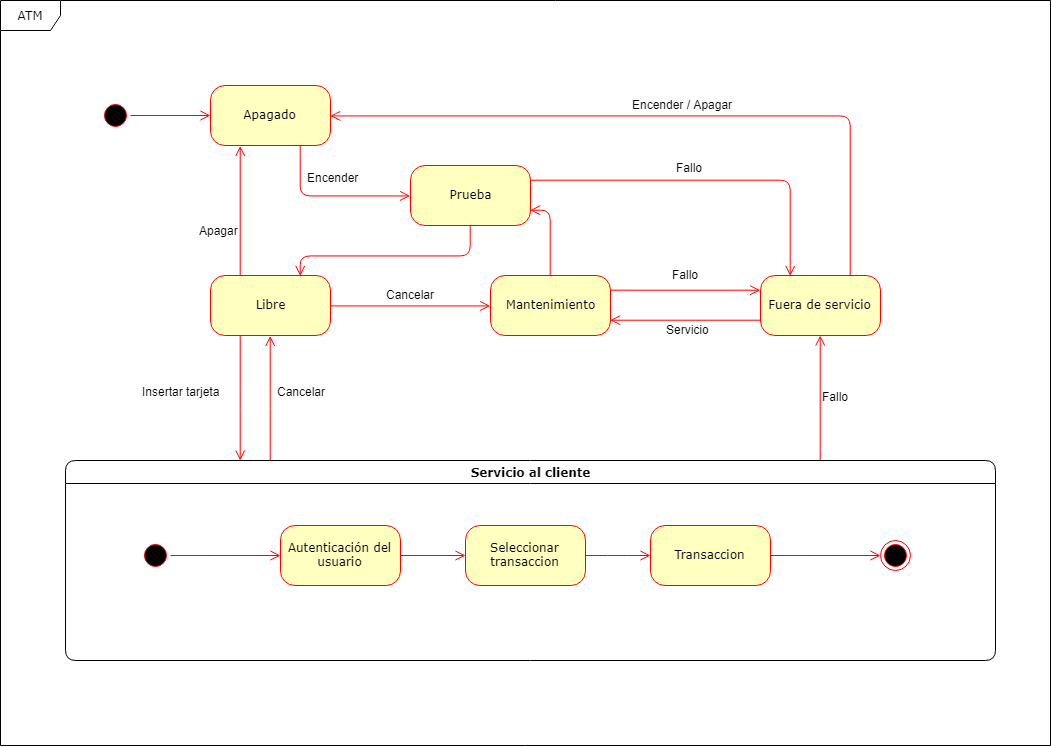 ATM
Encender / Apagar
Apagado
Fallo
Encender
Prueba
Apagar
Fallo
Cancelar
Libre
Mantenimiento
Fuera de servicio
Servicio
Insertar tarjeta
Cancelar
Fallo
Servicio al cliente
Autenticación del
usuario
Seleccionar
transaccion
Transaccion